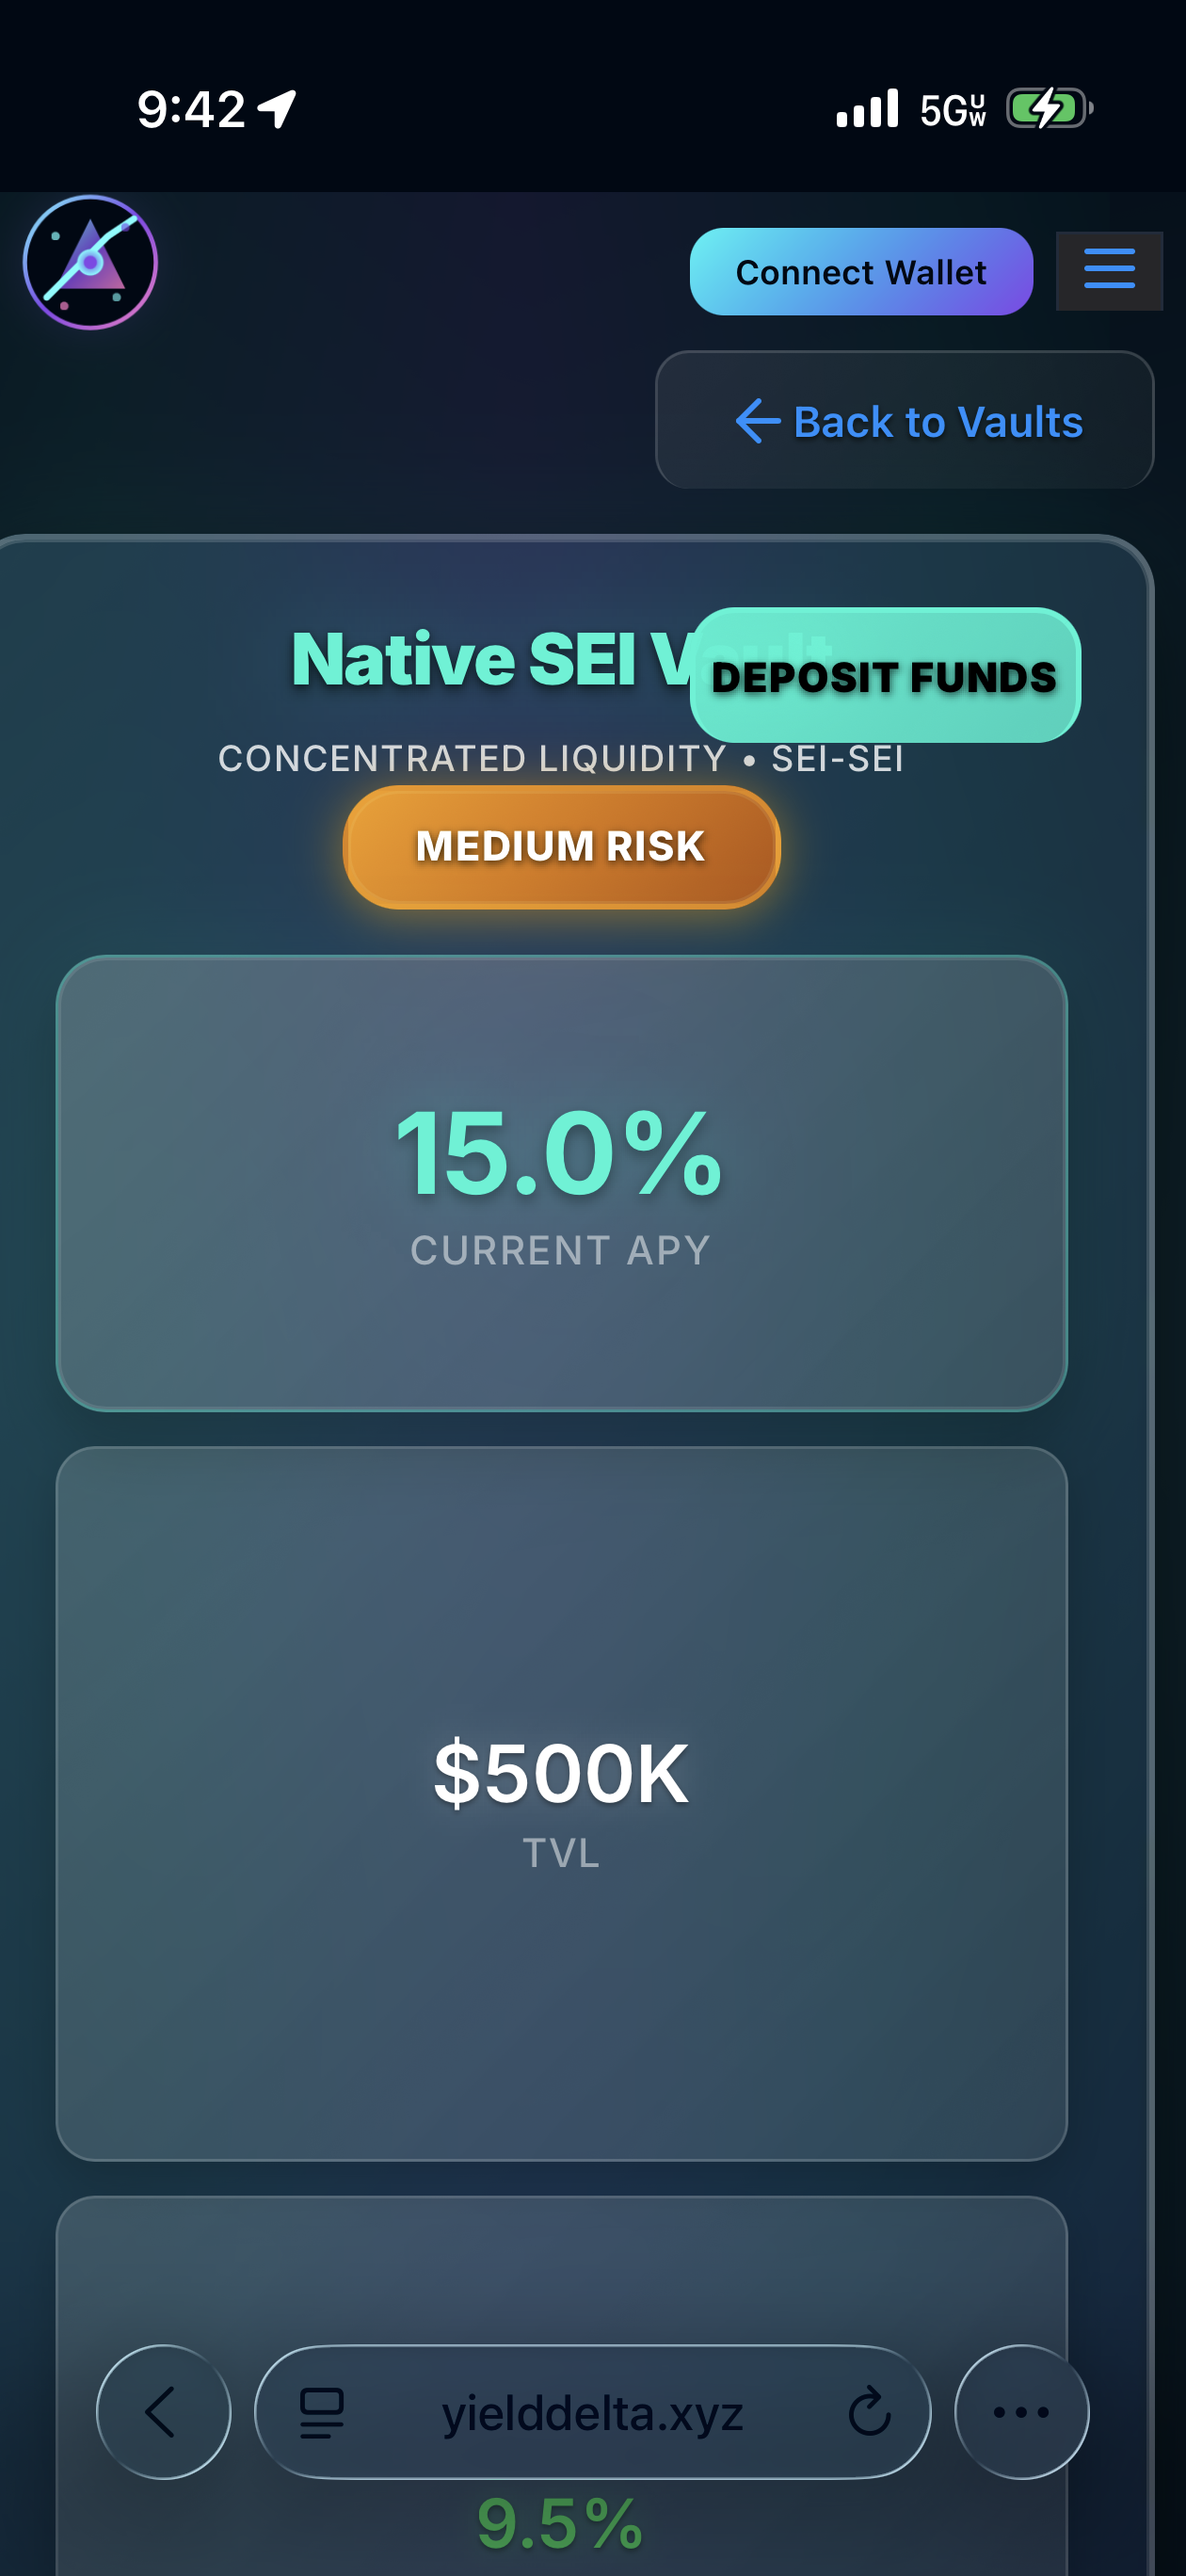 9:42
5G UW
Connect Wallet
← Back to Vaults
Native SEI Vault
DEPOSIT FUNDS
CONCENTRATED LIQUIDITY • SEI-SEI
MEDIUM RISK
15.0%
CURRENT APY
$500K
TVL
yielddelta.xyz
9.5%